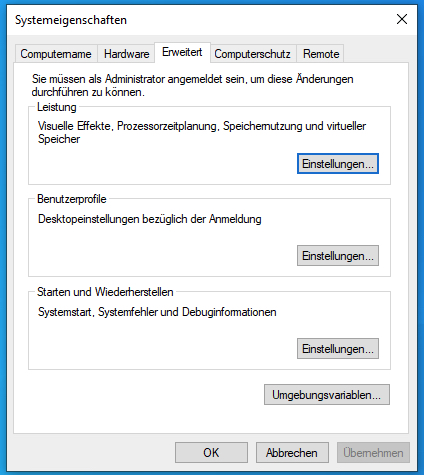 Systemeigenschaften
Computername Hardware Erweitert Computerschutz Remote
Sie müssen als Administrator angemeldet sein, um diese Änderungen
durchführen zu können.
Leistung
Visuelle Effekte, Prozessorzeitplanung, Speichernutzung und virtueller
Speicher
Einstellungen...
Benutzerprofile
Desktopeinstellungen bezüglich der Anmeldung
Einstellungen...
Starten und Wiederherstellen
Systemstart, Systemfehler und Debuginformationen
Einstellungen...
Umgebungsvariablen...
OK Abbrechen Übernehmen